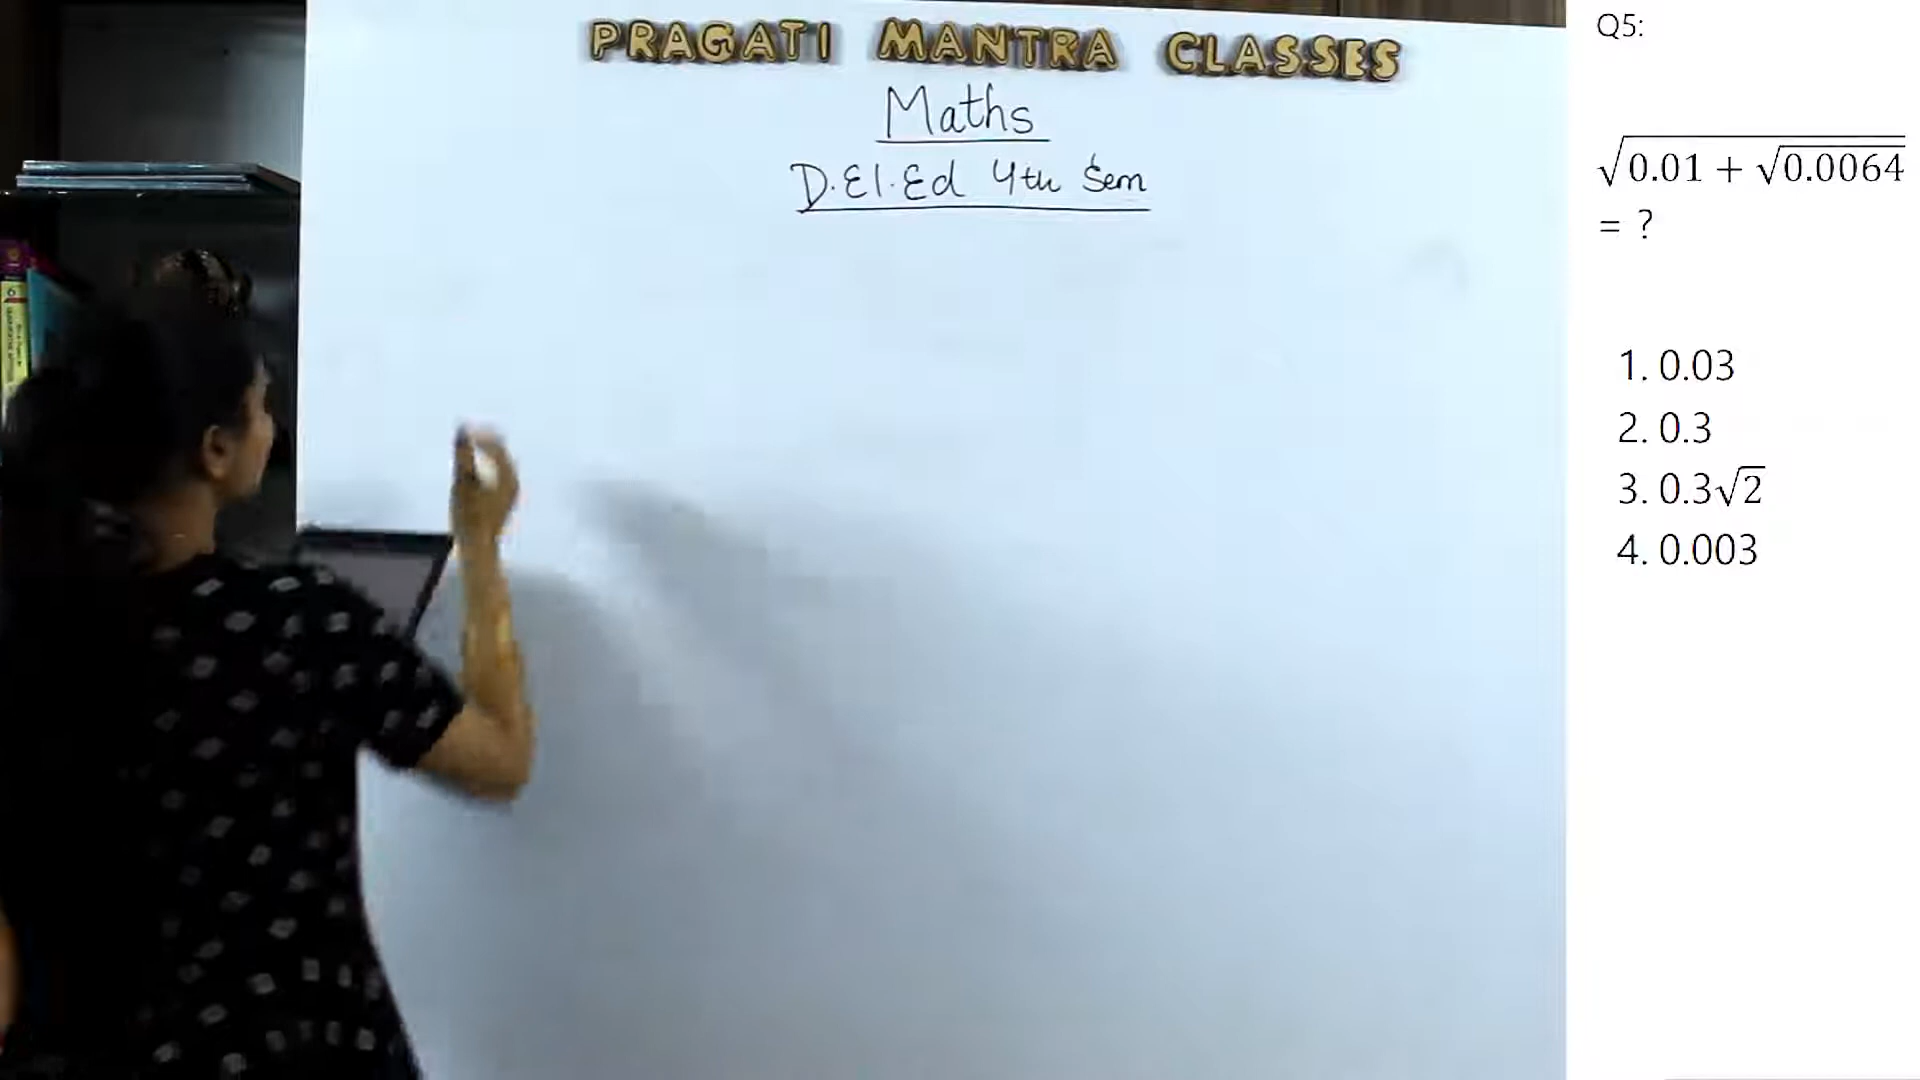 PRAGATI MANTRA CLASSES
Maths
D.El.Ed 4th Sem
Q5:
√(0.01 + √0.0064)
= ?
1. 0.03
2. 0.3
3. 0.3√2
4. 0.003
6